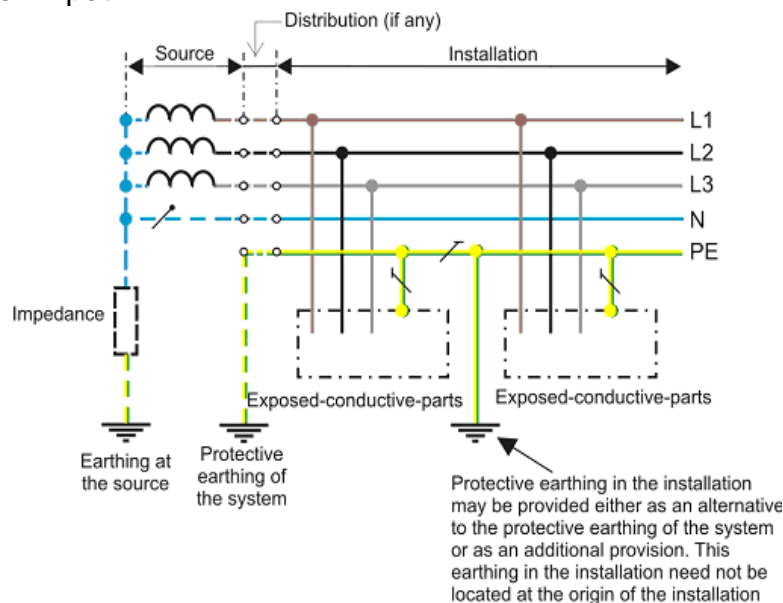 Distribution (if any)
Source
Installation
L1
L2
L3
N
PE
Impedance
Exposed-conductive-parts
Exposed-conductive-parts
Earthing at
the source
Protective
earthing of
the system
Protective earthing in the installation
may be provided either as an alternative
to the protective earthing of the system
or as an additional provision. This
earthing in the installation need not be
located at the origin of the installation